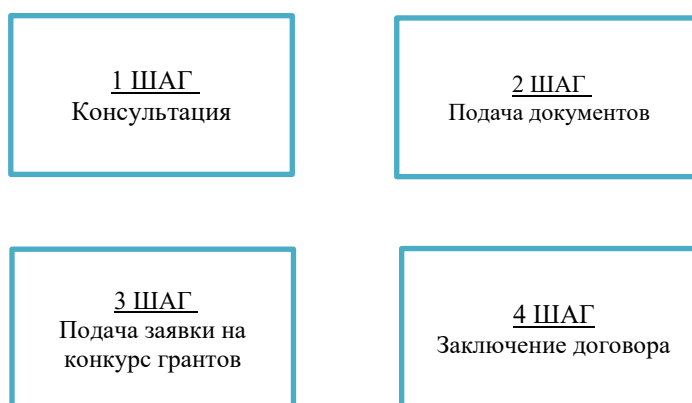 1 ШАГ
Консультация
2 ШАГ
Подача документов
3 ШАГ
Подача заявки на
конкурс грантов
4 ШАГ
Заключение договора